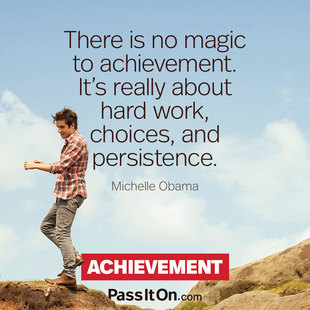 There is no magic
to achievement.
It’s really about
hard work,
choices, and
persistence.
Michelle Obama
ACHIEVEMENT
PassItOn.com